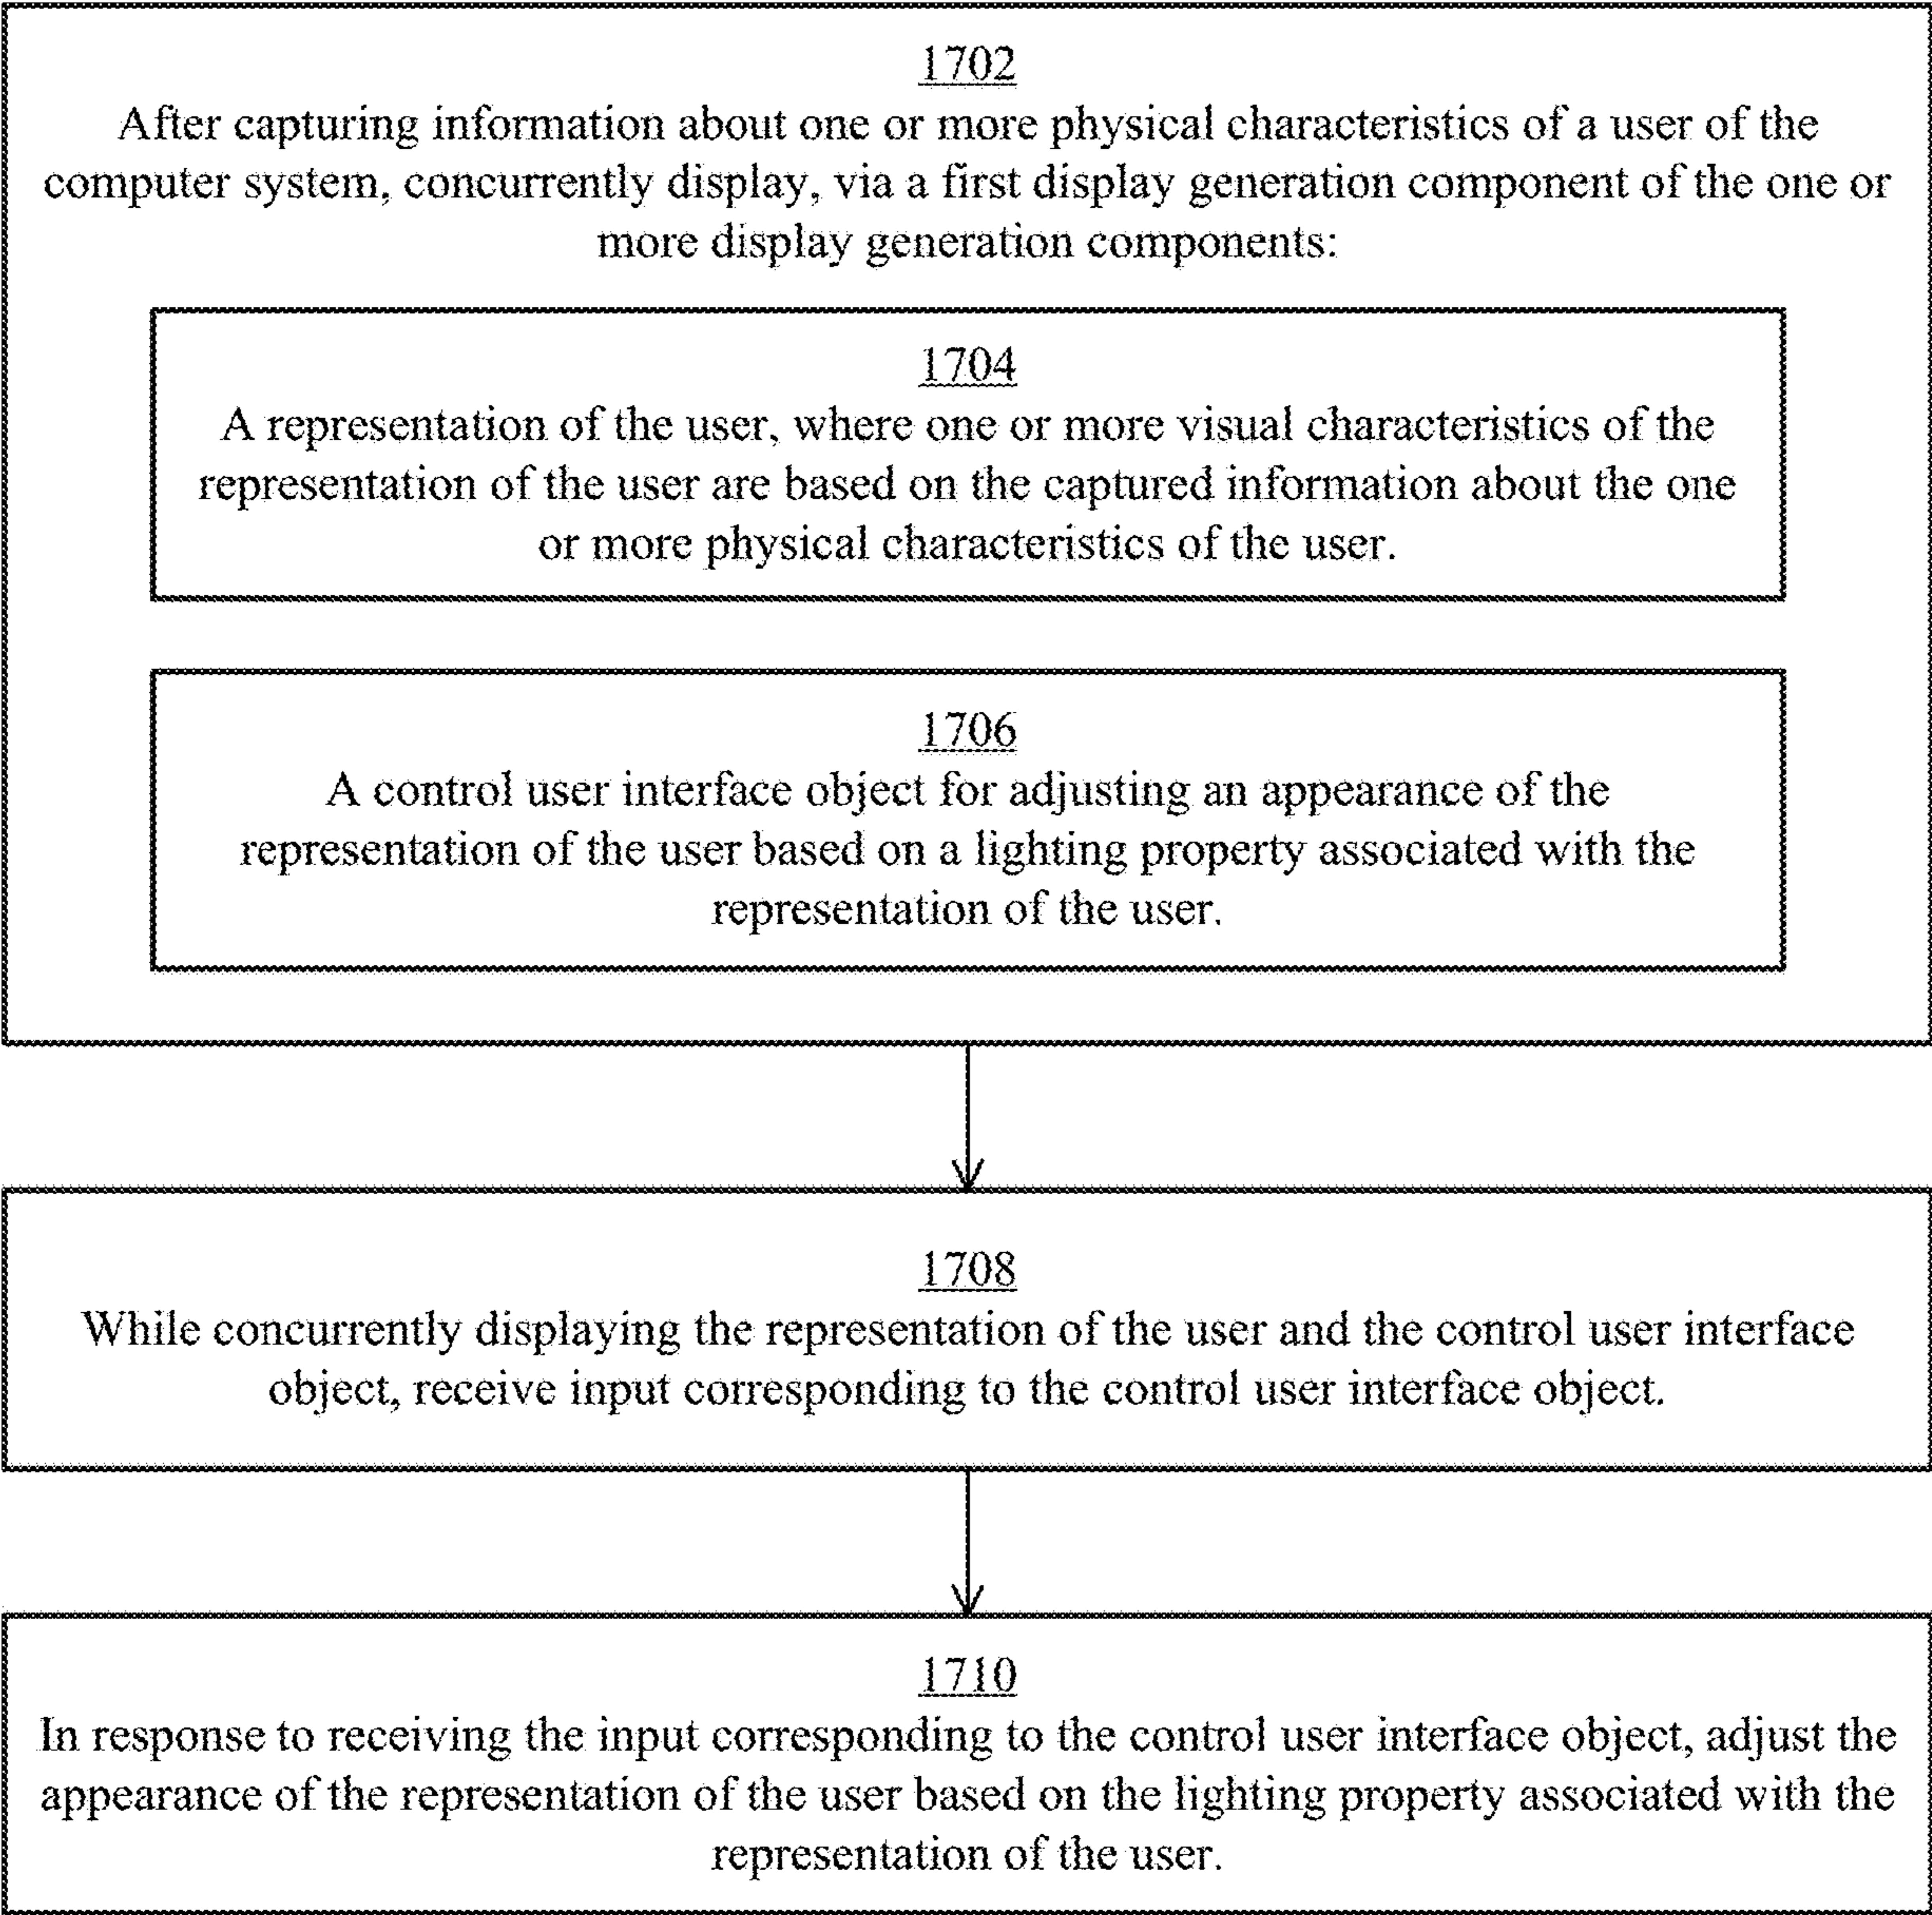 1702
After capturing information about one or more physical characteristics of a user of the
computer system, concurrently display, via a first display generation component of the one or
more display generation components:
1704
A representation of the user, where one or more visual characteristics of the
representation of the user are based on the captured information about the one
or more physical characteristics of the user.
1706
A control user interface object for adjusting an appearance of the
representation of the user based on a lighting property associated with the
representation of the user.
1708
While concurrently displaying the representation of the user and the control user interface
object, receive input corresponding to the control user interface object.
1710
In response to receiving the input corresponding to the control user interface object, adjust the
appearance of the representation of the user based on the lighting property associated with the
representation of the user.